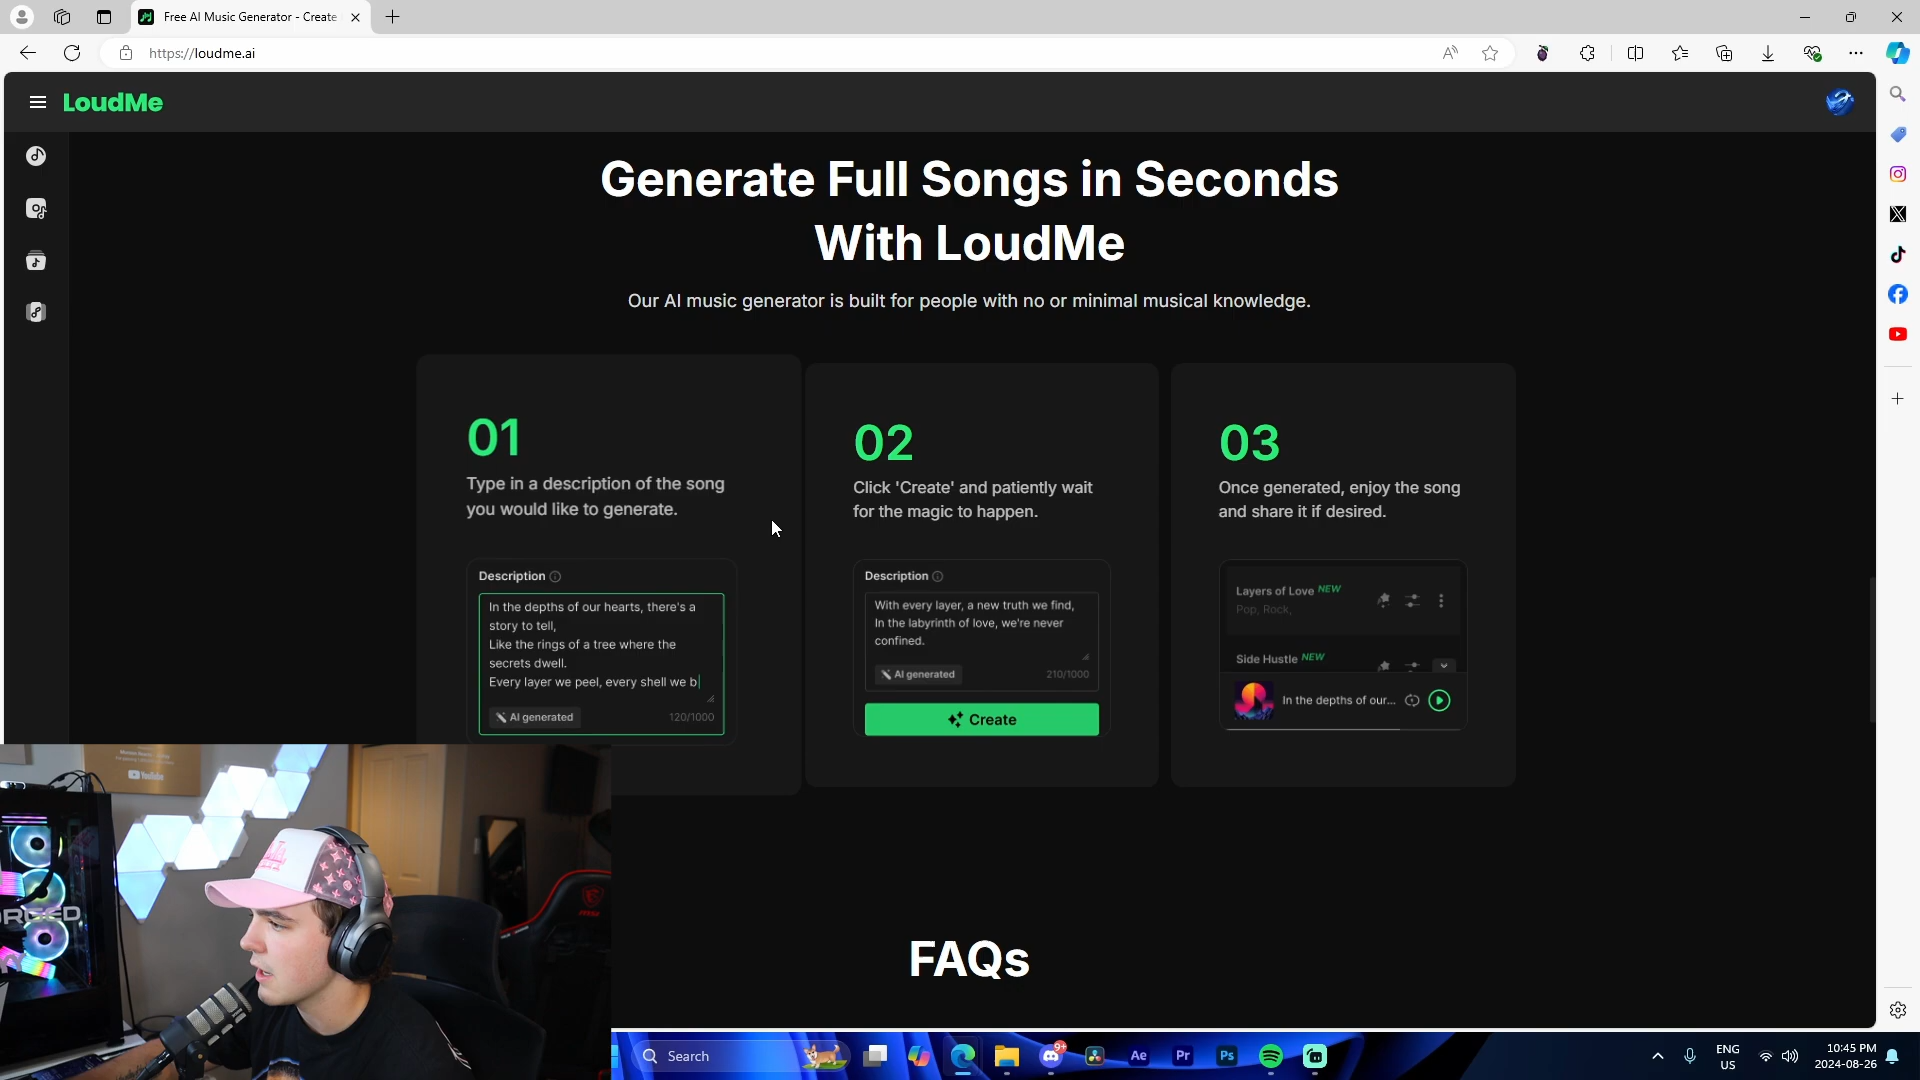 Free AI Music Generator - Create
https://loudme.ai
LoudMe
Generate Full Songs in Seconds
With LoudMe
Our AI music generator is built for people with no or minimal musical knowledge.
01
Type in a description of the song
you would like to generate.
Description
In the depths of our hearts, there's a
story to tell,
Like the rings of a tree where the
secrets dwell.
Every layer we peel, every shell we b
AI generated
120/1000
02
Click 'Create' and patiently wait
for the magic to happen.
Description
With every layer, a new truth we find,
In the labyrinth of love, we're never
confined.
AI generated
210/1000
Create
03
Once generated, enjoy the song
and share it if desired.
Layers of Love NEW
Pop, Rock,
Side Hustle NEW
In the depths of our...
FAQs
YouTube
Search
9+
Ae
Pr
Ps
ENG
US
10:45 PM
2024-08-26